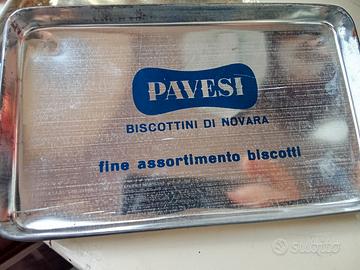 PAVESI
BISCOTTINI DI NOVARA
fine assortimento biscotti
subito